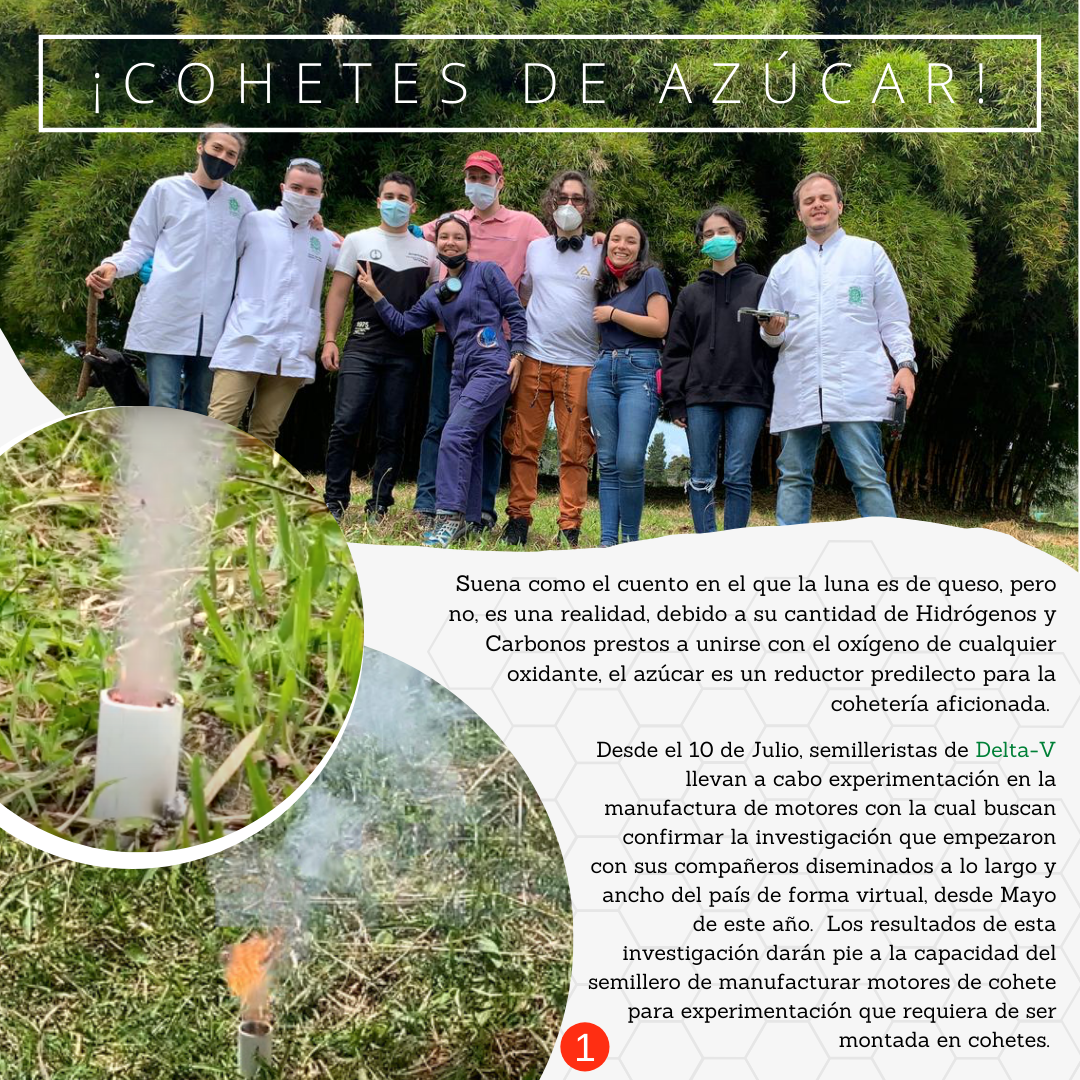 ¡COHETES DE AZÚCAR!
Suena como el cuento en el que la luna es de queso, pero
no, es una realidad, debido a su cantidad de Hidrógenos y
Carbonos prestos a unirse con el oxígeno de cualquier
oxidante, el azúcar es un reductor predilecto para la
cohetería aficionada.
Desde el 10 de Julio, semilleristas de Delta-V
llevan a cabo experimentación en la
manufactura de motores con la cual buscan
confirmar la investigación que empezaron
con sus compañeros diseminados a lo largo y
ancho del país de forma virtual, desde Mayo
de este año.  Los resultados de esta
investigación darán pie a la capacidad del
semillero de manufacturar motores de cohete
para experimentación que requiera de ser
montada en cohetes.
1